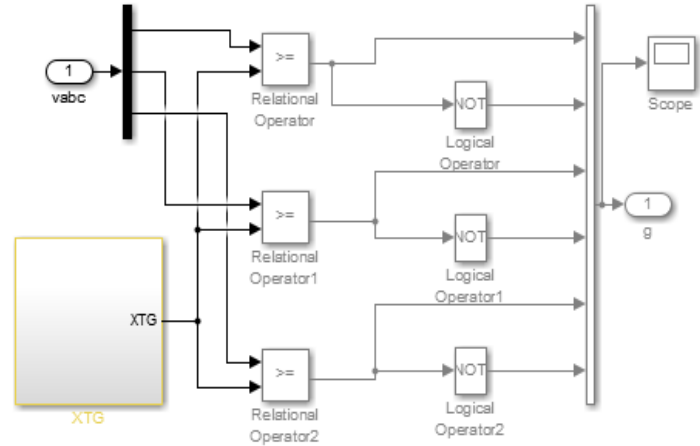 1
vabc
>=
Relational
Operator
NOT
Logical
Operator
Scope
>=
Relational
Operator1
NOT
Logical
Operator1
1
g
XTG
XTG
>=
Relational
Operator2
NOT
Logical
Operator2